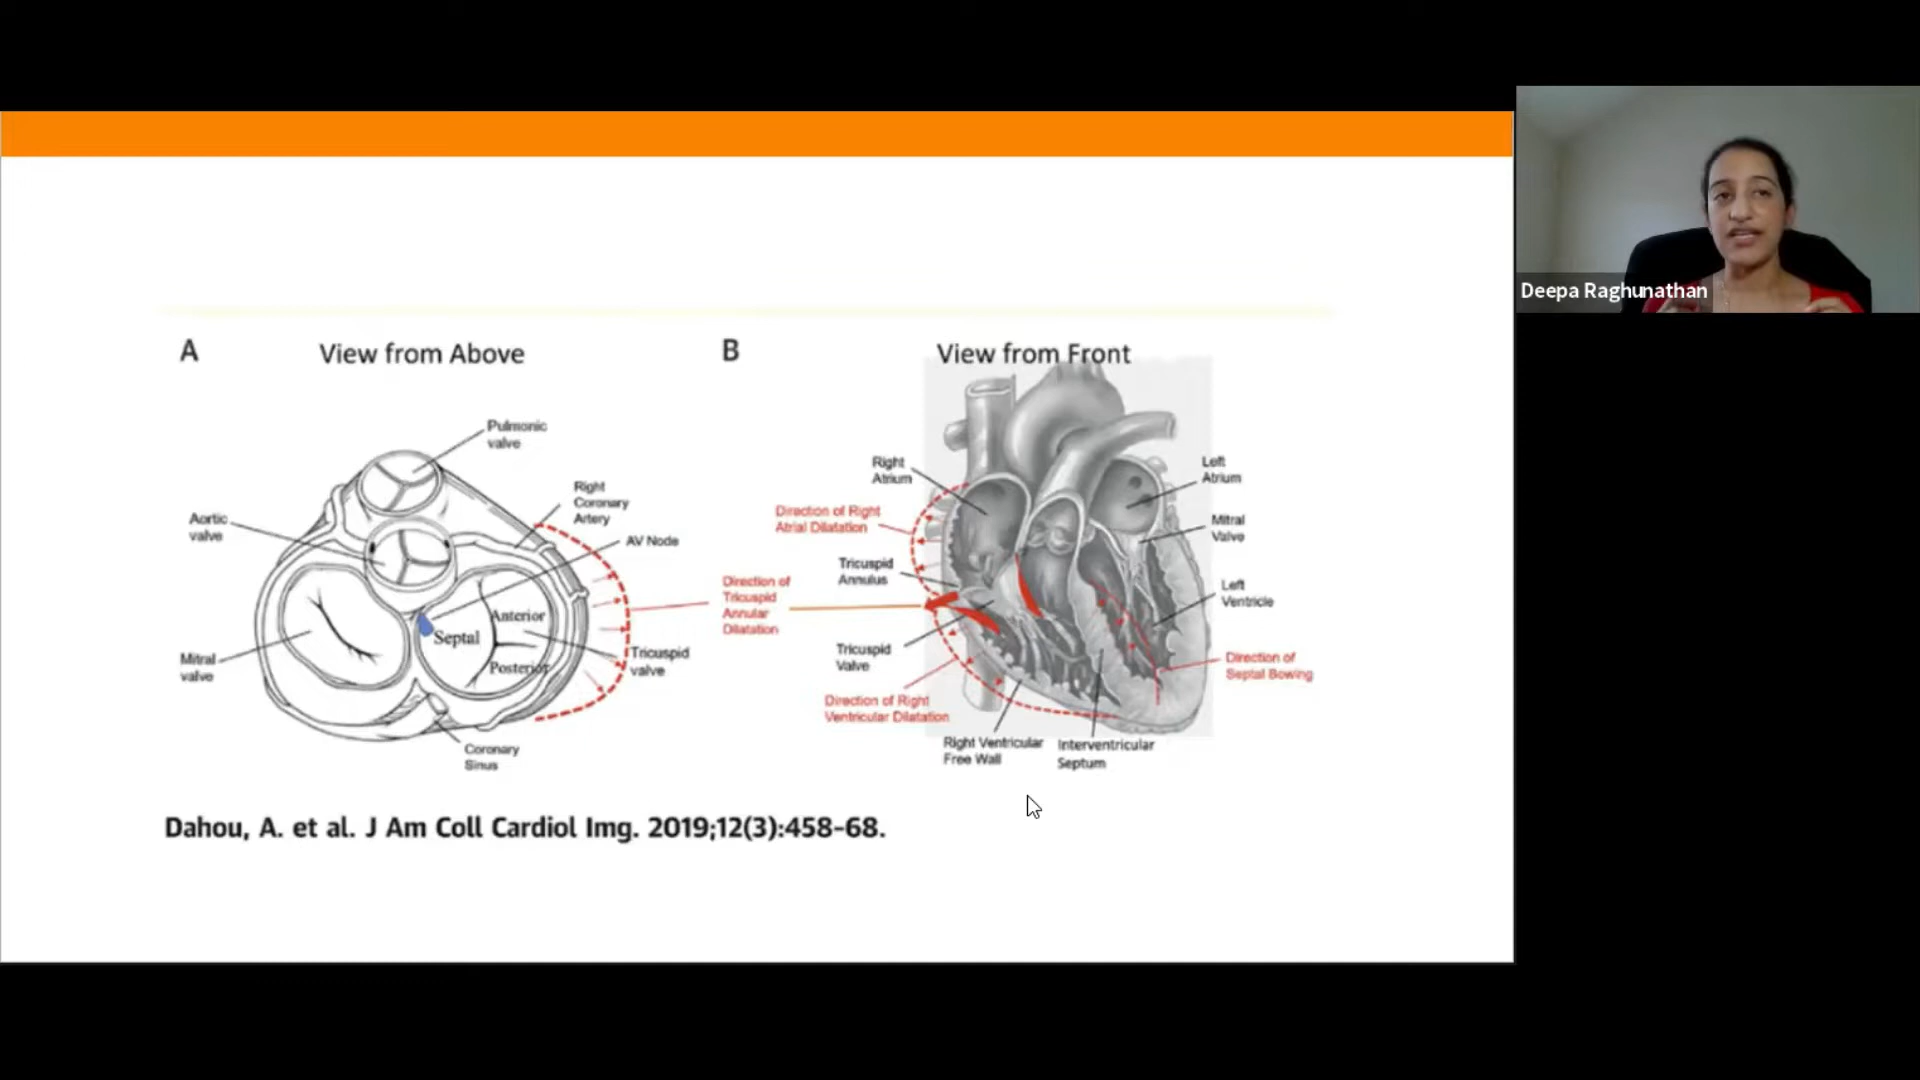 A
View from Above
B
View from Front
Pulmonic
valve
Right
Coronary
Artery
Aortic
valve
AV Node
Anterior
Septal
Posterior
Mitral
valve
Tricuspid
valve
Coronary
Sinus
Direction of
Tricuspid
Annular
Dilatation
Right
Atrium
Direction of Right
Atrial Dilatation
Tricuspid
Annulus
Tricuspid
Valve
Direction of Right
Ventricular Dilatation
Right Ventricular
Free Wall
Interventricular
Septum
Left
Atrium
Mitral
Valve
Left
Ventricle
Direction of
Septal Bowing
Dahou, A. et al. J Am Coll Cardiol Img. 2019;12(3):458-68.
Deepa Raghunathan